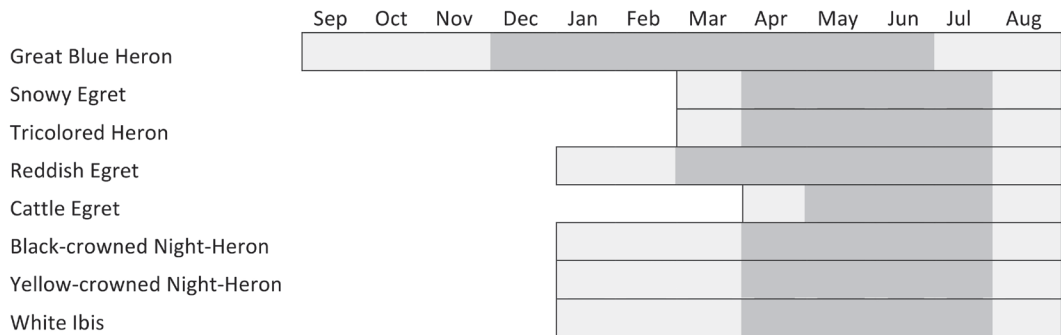 Sep Oct Nov Dec Jan Feb Mar Apr May Jun Jul Aug
Great Blue Heron
Snowy Egret
Tricolored Heron
Reddish Egret
Cattle Egret
Black-crowned Night-Heron
Yellow-crowned Night-Heron
White Ibis